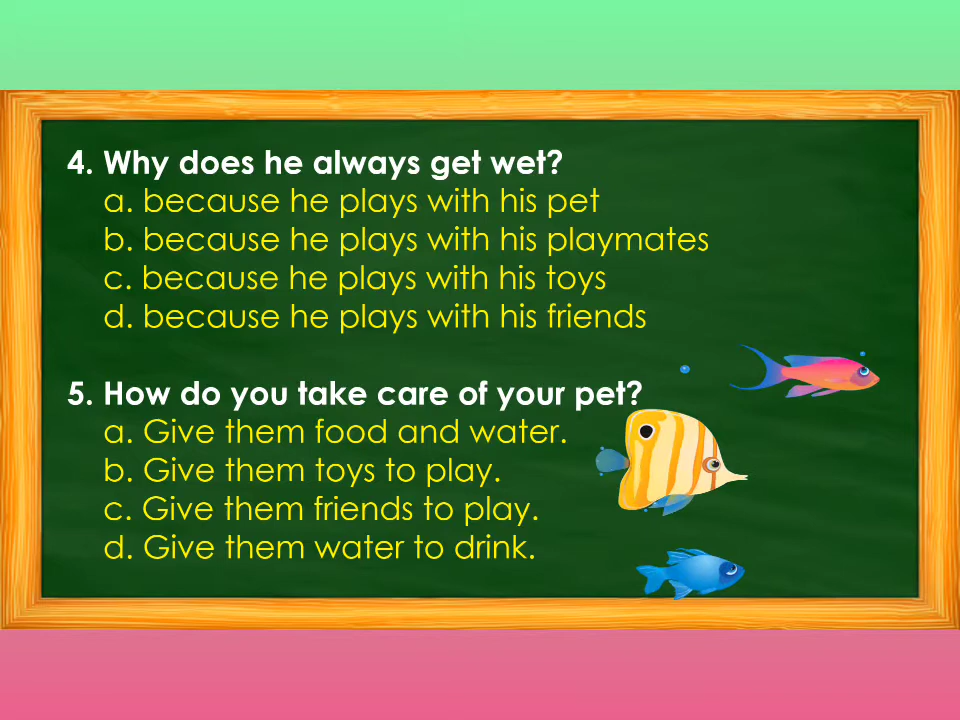 4. Why does he always get wet?
a. because he plays with his pet
b. because he plays with his playmates
c. because he plays with his toys
d. because he plays with his friends
5. How do you take care of your pet?
a. Give them food and water.
b. Give them toys to play.
c. Give them friends to play.
d. Give them water to drink.